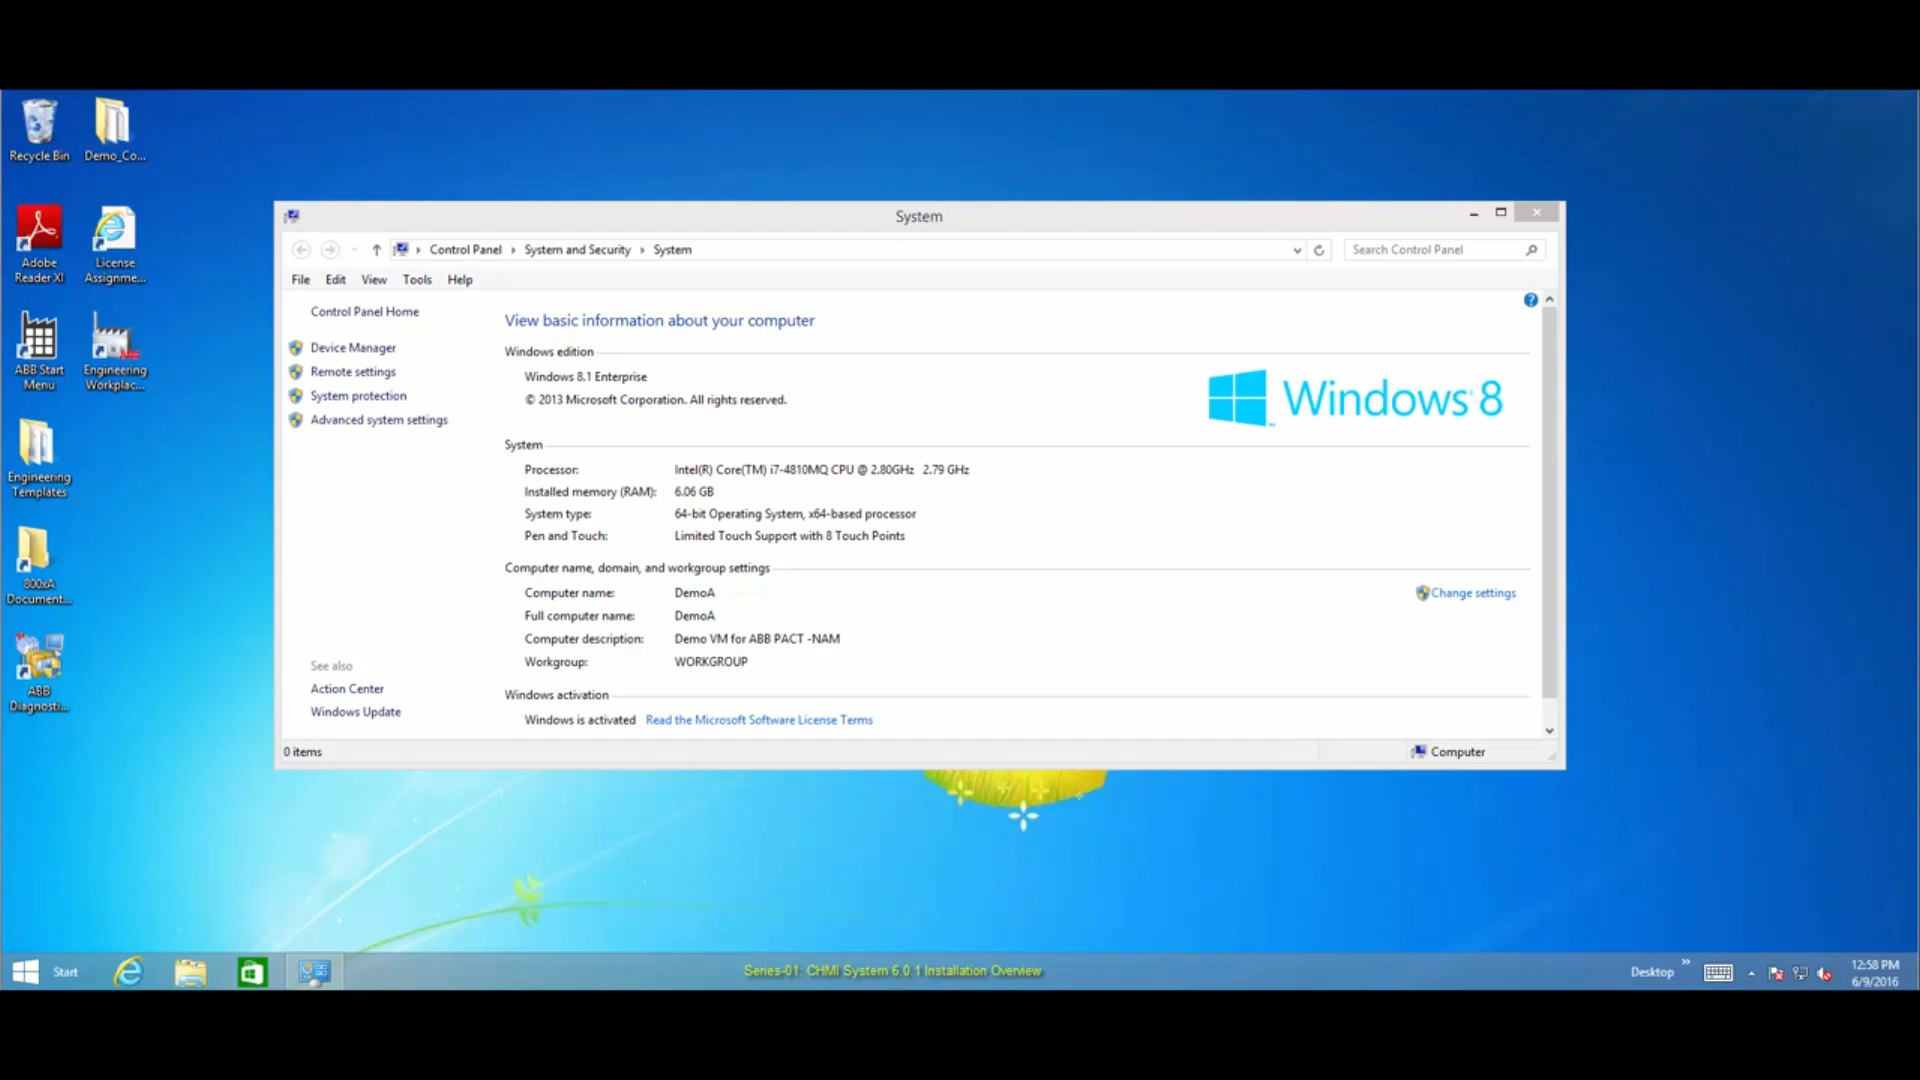 Recycle Bin
Demo_Co...
Adobe
Reader XI
License
Assignme...
ABB Start
Menu
Engineering
Workplac...
Engineering
Templates
800xA
Document...
ABB
Diagnosti...
System
Control Panel
System and Security
System
Search Control Panel
File Edit View Tools Help
Control Panel Home
Device Manager
Remote settings
System protection
Advanced system settings
See also
Action Center
Windows Update
View basic information about your computer
Windows edition
Windows 8.1 Enterprise
© 2013 Microsoft Corporation. All rights reserved.
Windows 8
System
Processor: Intel(R) Core(TM) i7-4810MQ CPU @ 2.80GHz 2.79 GHz
Installed memory (RAM): 6.06 GB
System type: 64-bit Operating System, x64-based processor
Pen and Touch: Limited Touch Support with 8 Touch Points
Computer name, domain, and workgroup settings
Computer name: DemoA
Change settings
Full computer name: DemoA
Computer description: Demo VM for ABB PACT -NAM
Workgroup: WORKGROUP
Windows activation
Windows is activated Read the Microsoft Software License Terms
0 items
Computer
Start
Series-01: CHMI System 6.0.1 Installation Overview
Desktop
12:58 PM
6/9/2016